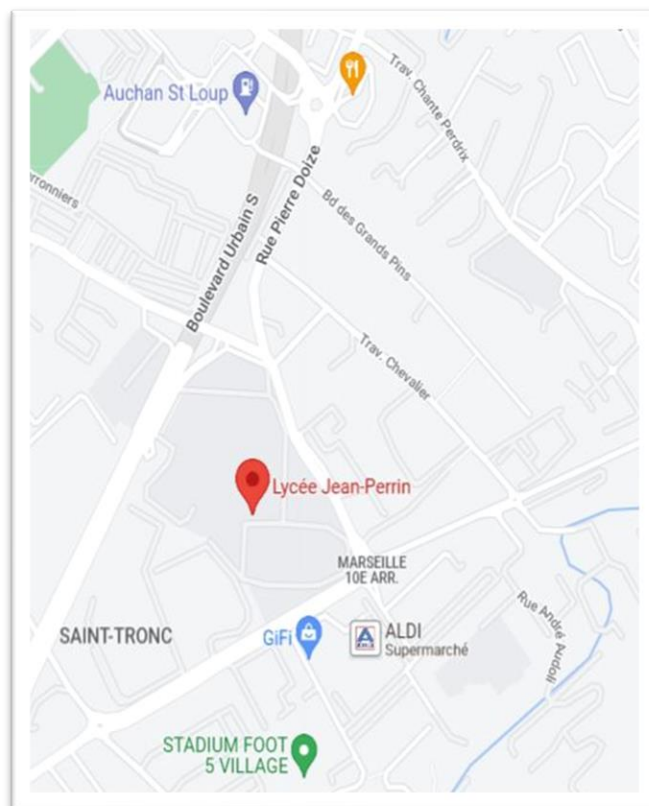 Auchan St Loup
Trav. Chante Perdrix
Boulevard Urbain S
Rue Pierre Doize
Bd des Grands Pins
Trav. Chevalier
Lycée Jean-Perrin
MARSEILLE
10E ARR.
SAINT-TRONC
GiFi
ALDI
Supermarché
Rue André Audoli
STADIUM FOOT
5 VILLAGE